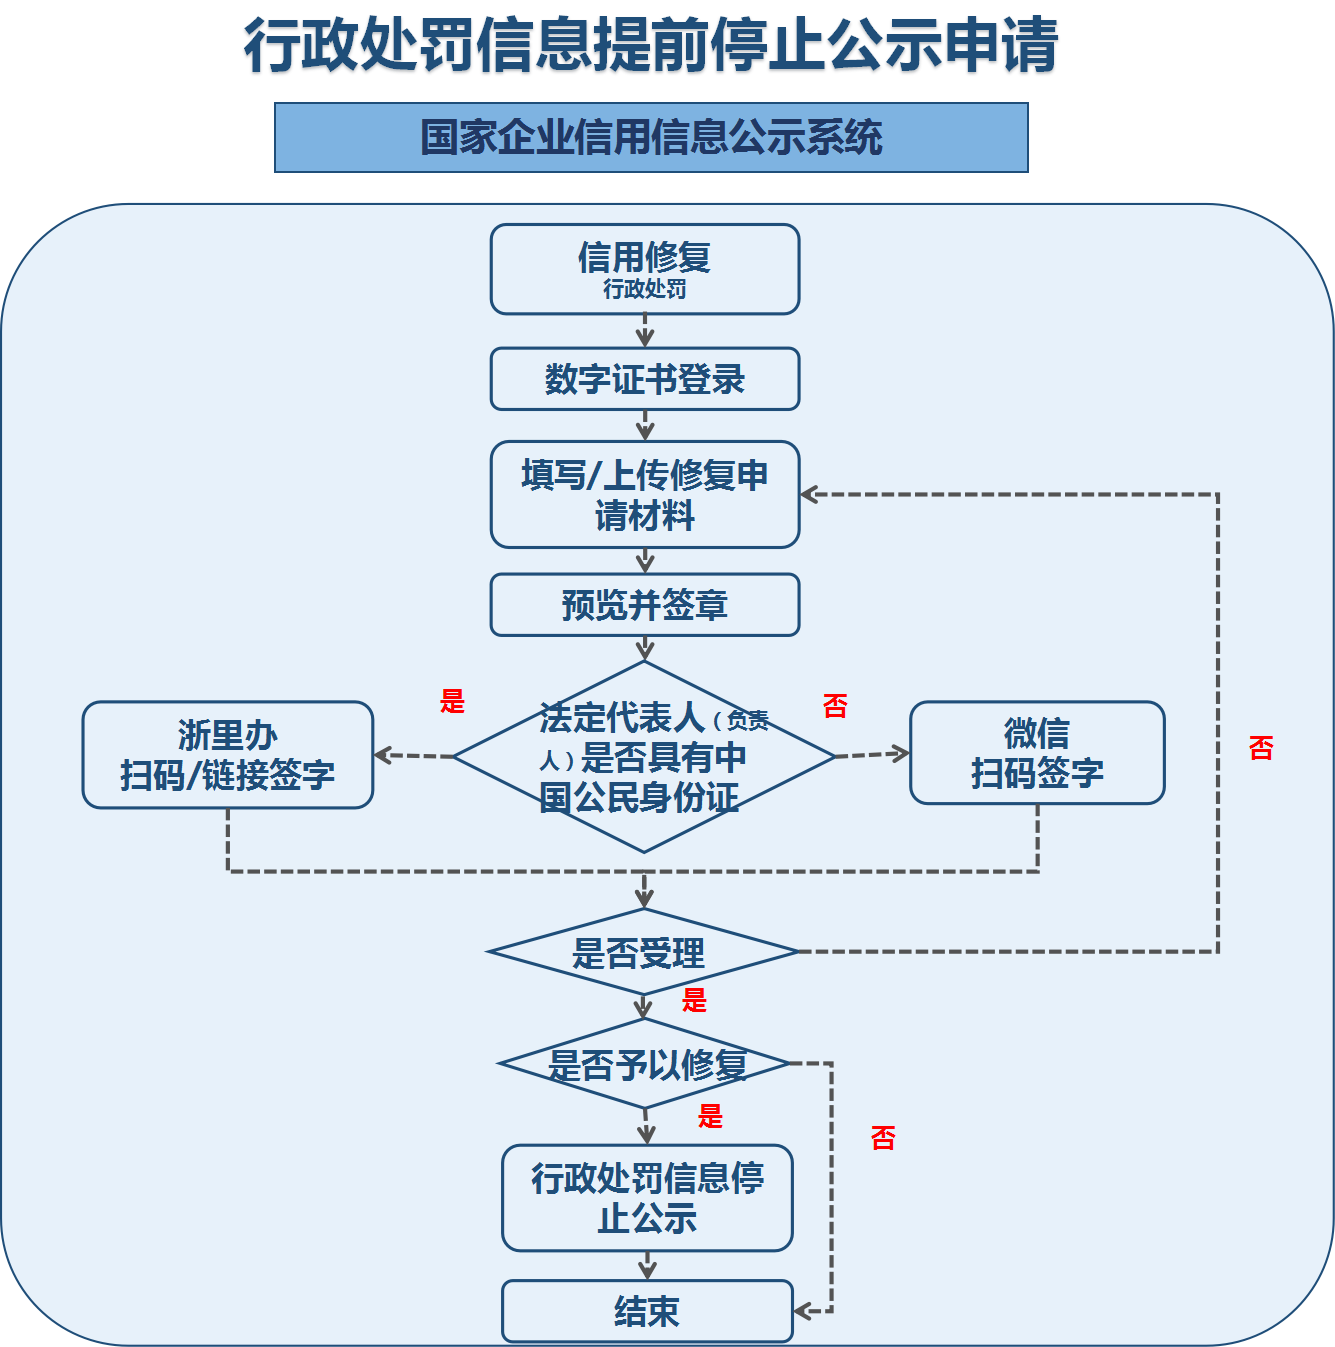 行政处罚信息提前停止公示申请
国家企业信用信息公示系统
信用修复
行政处罚
数字证书登录
填写/上传修复申
请材料
预览并签章
是
否
法定代表人（负责
人）是否具有中
国公民身份证
浙里办
扫码/链接签字
微信
扫码签字
否
是否受理
是
是否予以修复
是
否
行政处罚信息停
止公示
结束